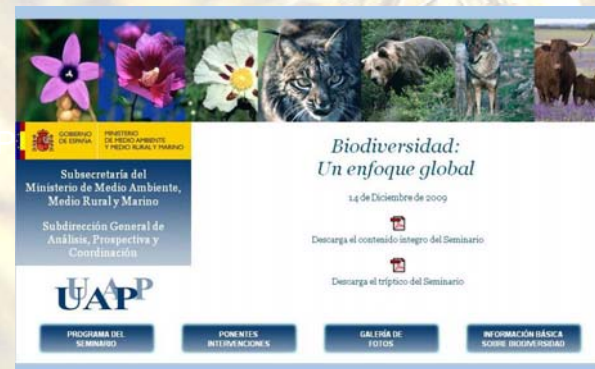 GOBIERNO
DE ESPAÑA
MINISTERIO
DE MEDIO AMBIENTE
Y MEDIO RURAL Y MARINO
Subsecretaría del
Ministerio de Medio Ambiente,
Medio Rural y Marino
Subdirección General de
Análisis, Prospectiva y
Coordinación
UUAAPP
Biodiversidad:
Un enfoque global
14 de Diciembre de 2009
Descarga el contenido integro del Seminario
Descarga el tríptico del Seminario
PROGRAMA DEL
SEMINARIO
PONENTES
INTERVENCIONES
GALERÍA DE
FOTOS
INFORMACIÓN BÁSICA
SOBRE BIODIVERSIDAD